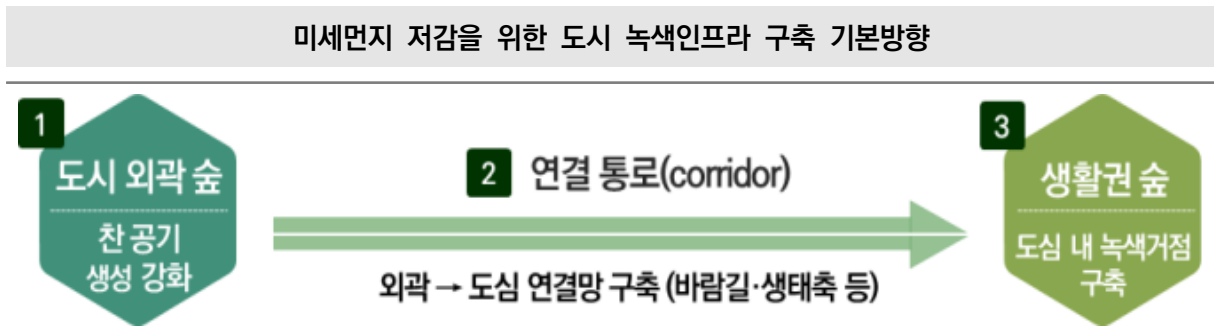 미세먼지 저감을 위한 도시 녹색인프라 구축 기본방향
1
도시 외곽 숲
찬 공기
생성 강화
2 연결 통로(corridor)
외곽 → 도심 연결망 구축 (바람길·생태축 등)
3
생활권 숲
도심 내 녹색거점
구축